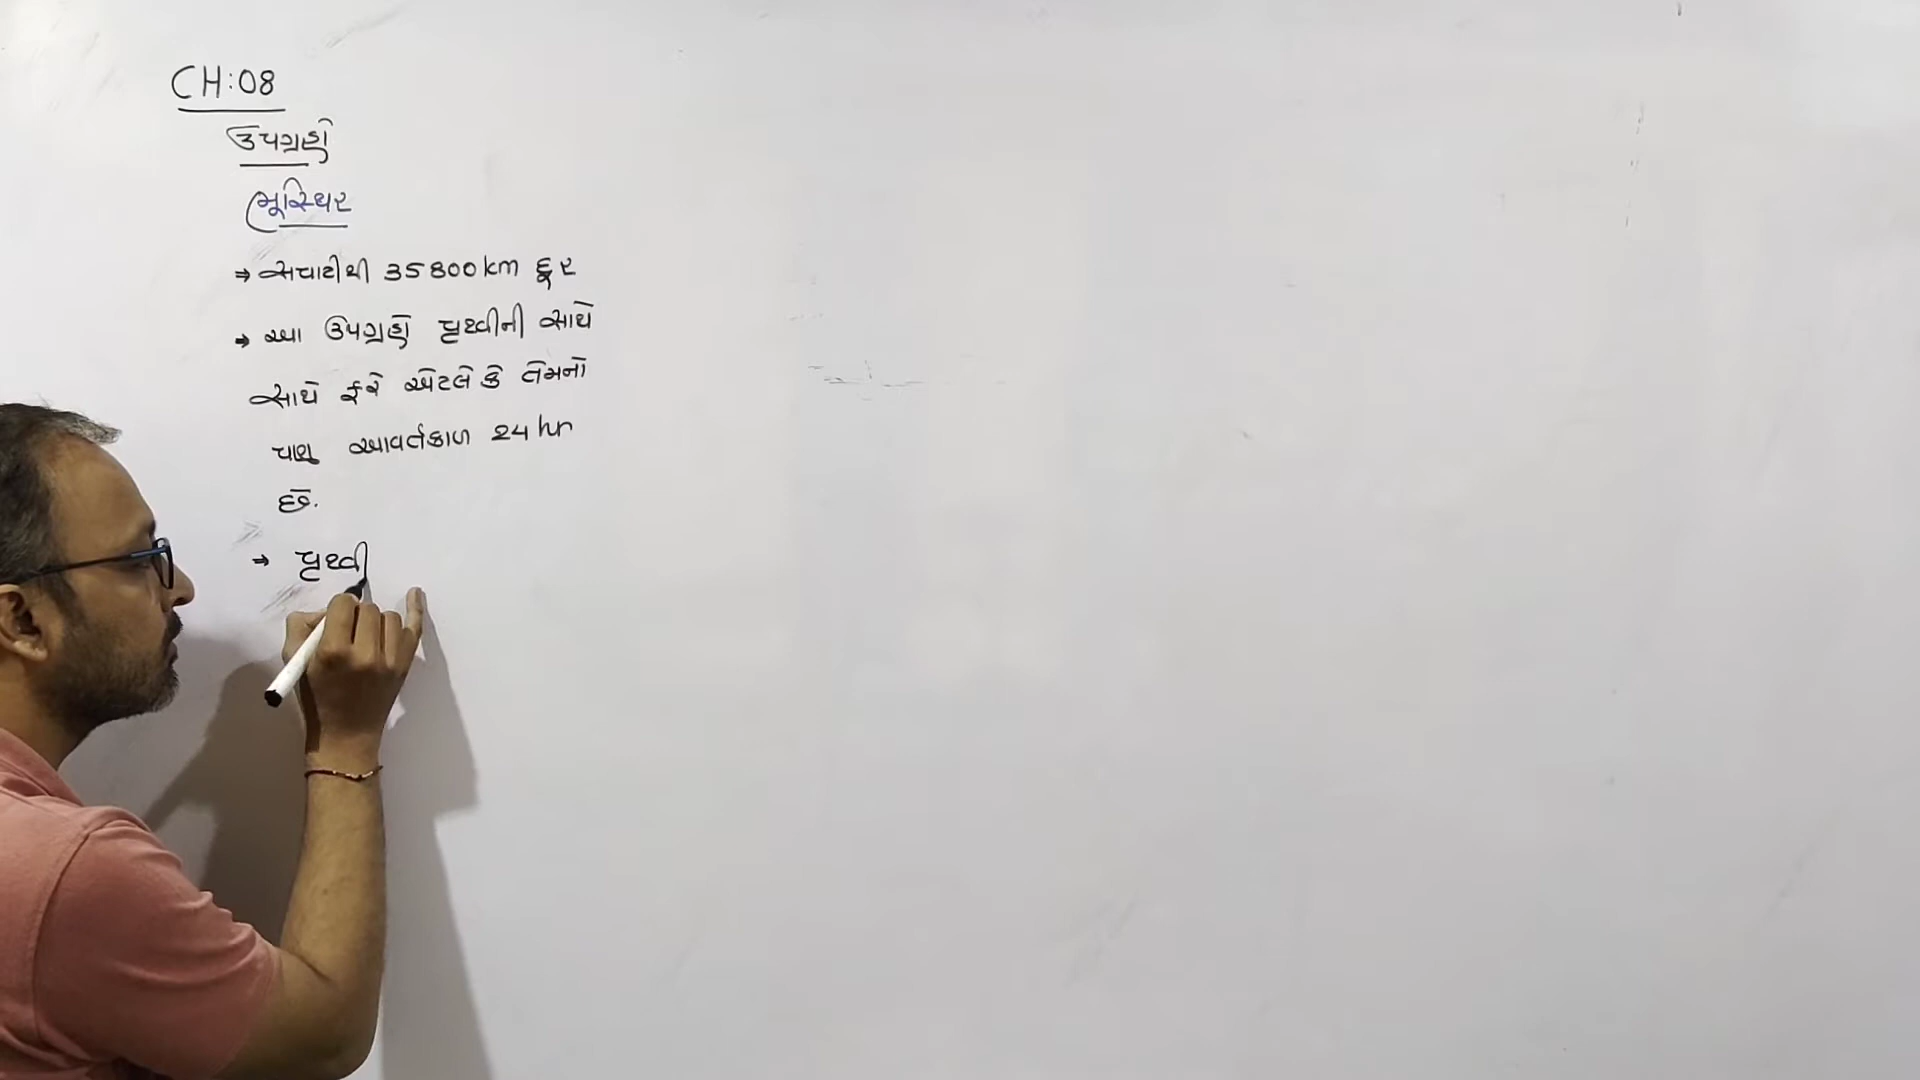 CH:08
ઉપગ્રહો
ભૂસ્થિર
⇒ સપાટીથી 35800 km દૂર
⇒ આ ઉપગ્રહો પૃથ્વીની સાથે
સાથે ફરે એટલે કે તેમનો
પણ આવર્તકાળ 24 hr
છે.
⇒ પૃથ્વી